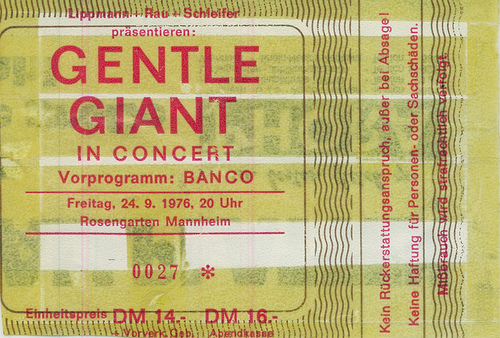 Lippmann + Rau + Schleifer
präsentieren:
GENTLE
GIANT
IN CONCERT
Vorprogramm: BANCO
Freitag, 24. 9. 1976, 20 Uhr
Rosengarten Mannheim
0027 *
Einheitspreis DM 14.- DM 16.-
+ Vorverk. Geb. Abendkasse
Kein Rückerstattungsanspruch, außer bei Absage!
Keine Haftung für Personen- oder Sachschäden.
Mißbrauch wird strafrechtlich verfolgt